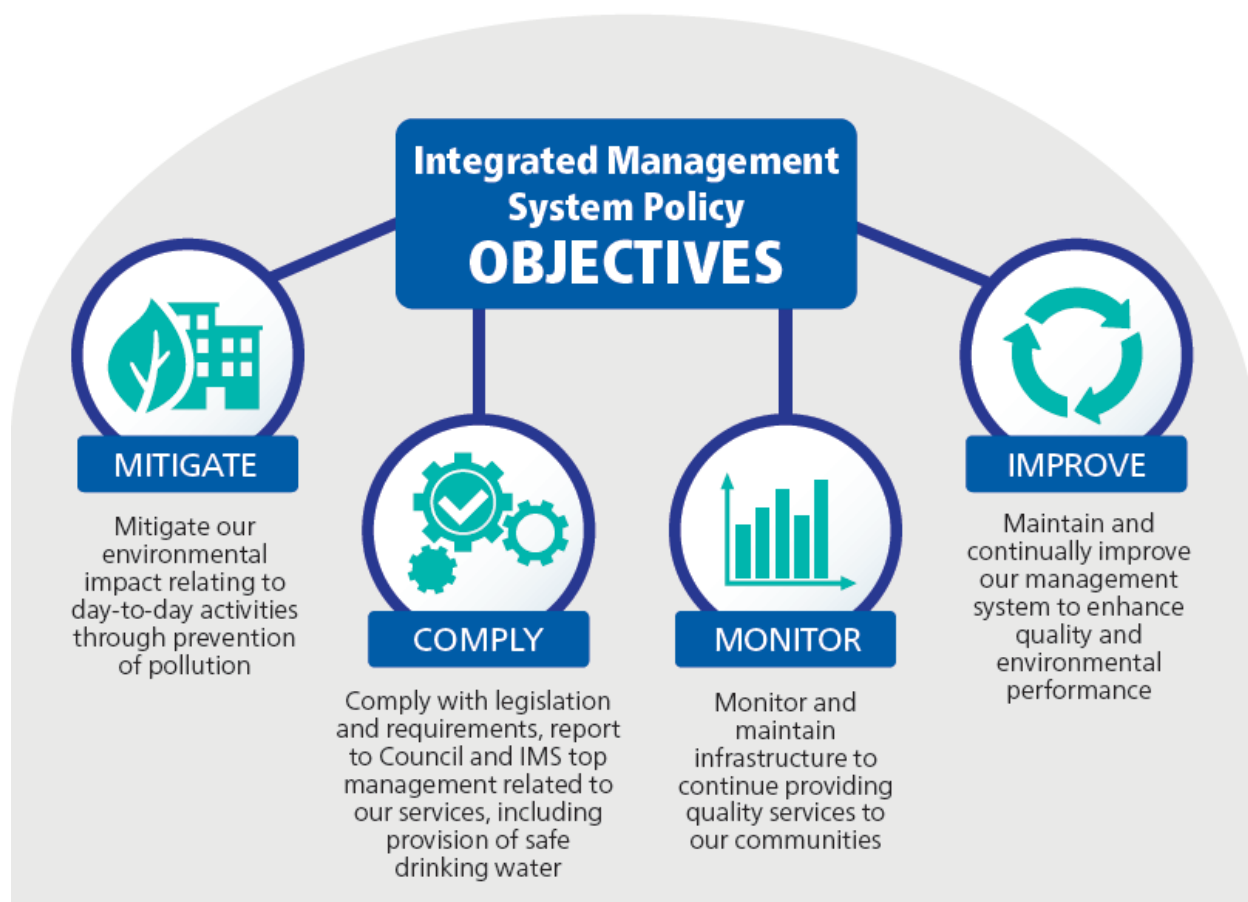 Integrated Management
System Policy
OBJECTIVES
MITIGATE
Mitigate our
environmental
impact relating to
day-to-day activities
through prevention
of pollution
COMPLY
Comply with legislation
and requirements, report
to Council and IMS top
management related to
our services, including
provision of safe
drinking water
MONITOR
Monitor and
maintain
infrastructure to
continue providing
quality services to
our communities
IMPROVE
Maintain and
continually improve
our management
system to enhance
quality and
environmental
performance